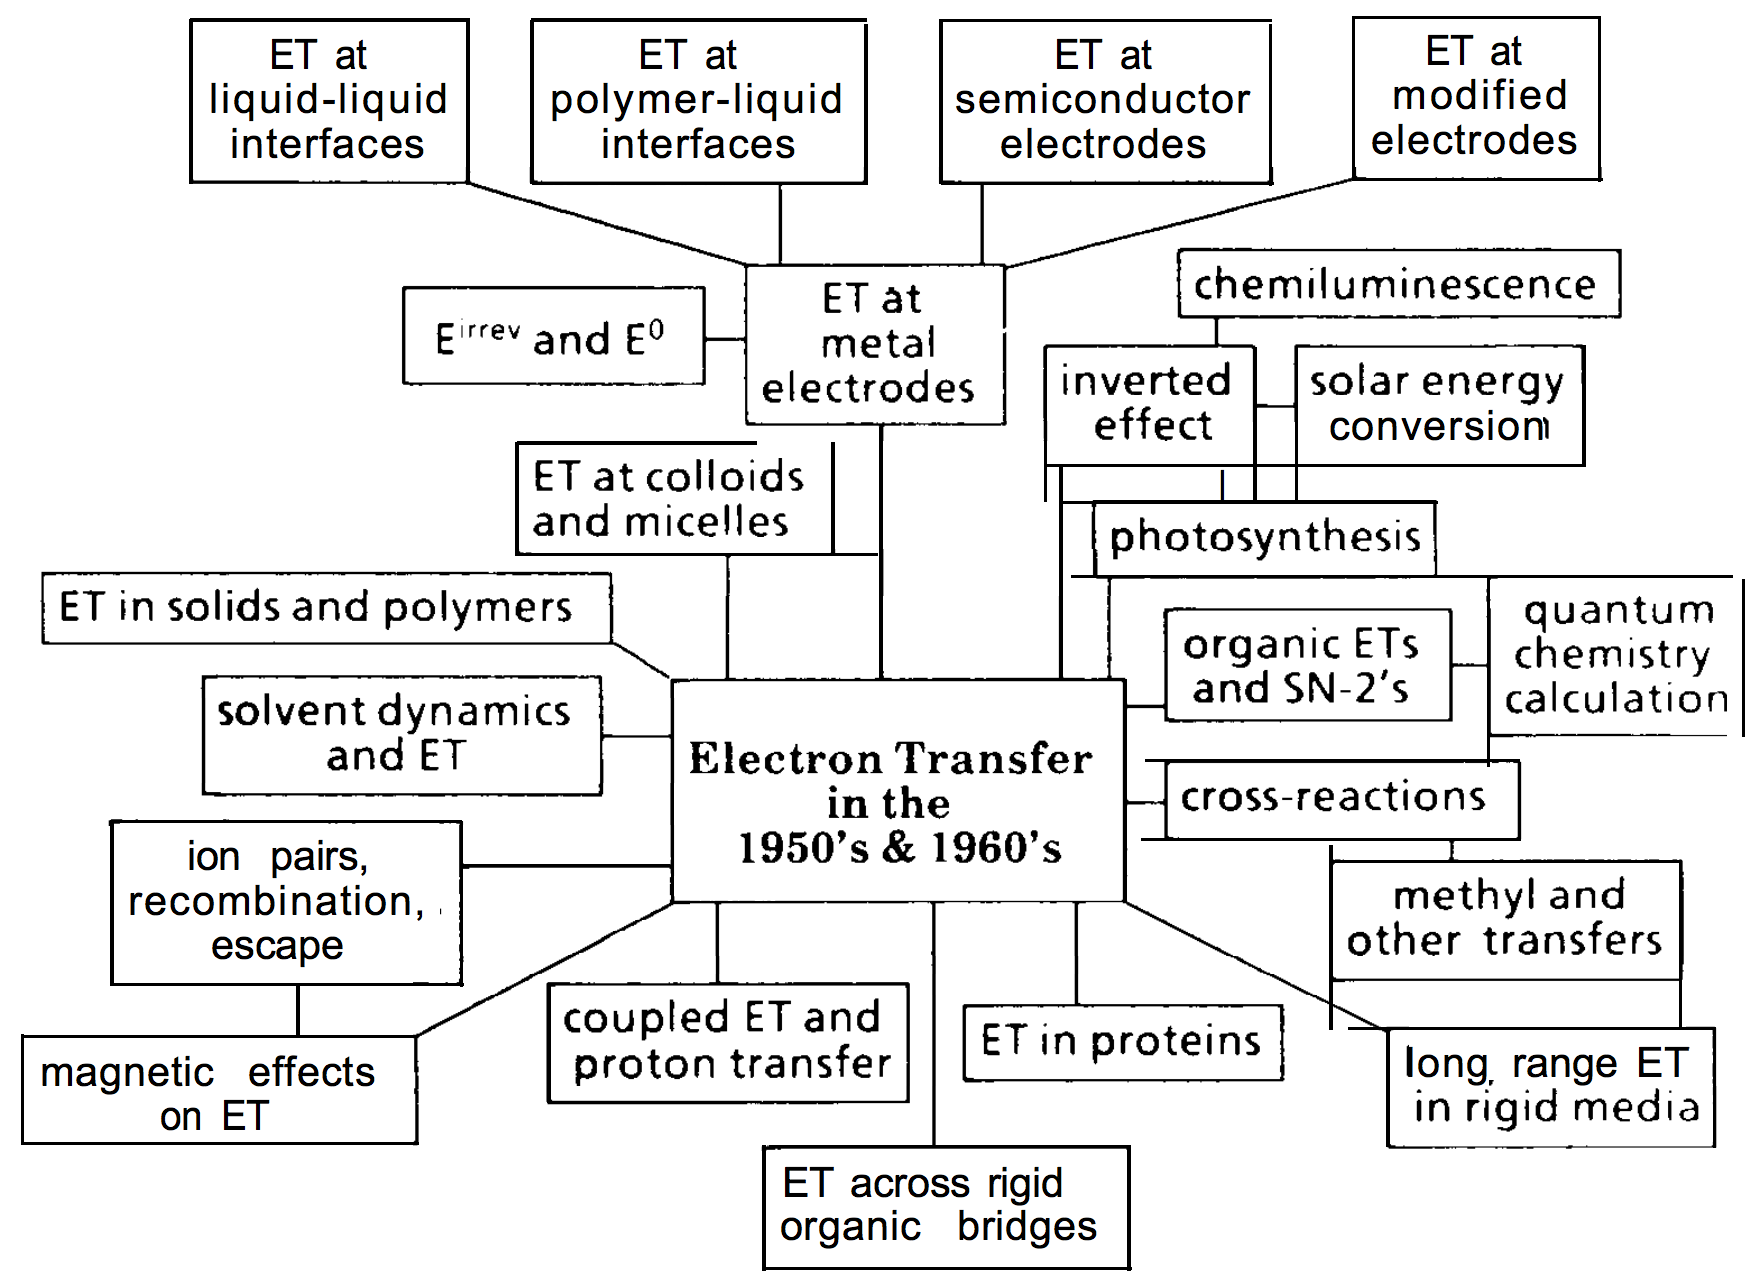 ET at
liquid-liquid
interfaces
ET at
polymer-liquid
interfaces
ET at
semiconductor
electrodes
ET at
modified
electrodes
E^irrev and E^0
ET at
metal
electrodes
chemiluminescence
inverted
effect
solar energy
conversion
ET at colloids
and micelles
photosynthesis
ET in solids and polymers
organic ETs
and SN-2's
quantum
chemistry
calculation
solvent dynamics
and ET
Electron Transfer
in the
1950's & 1960's
cross-reactions
ion pairs,
recombination,
escape
methyl and
other transfers
magnetic effects
on ET
coupled ET and
proton transfer
ET in proteins
long range ET
in rigid media
ET across rigid
organic bridges